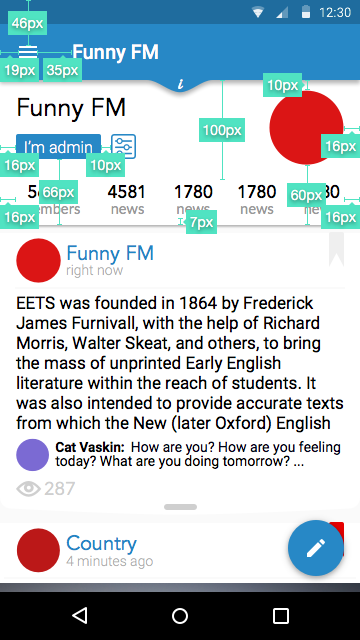 12:30
46px
Funny FM
19px
35px
i
10px
Funny FM
100px
I'm admin
16px
16px
10px
66px
60px
4581
1780
1780
news
news
news
16px
7px
16px
Funny FM
right now
EETS was founded in 1864 by Frederick
James Furnivall, with the help of Richard
Morris, Walter Skeat, and others, to bring
the mass of unprinted Early English
literature within the reach of students. It
was also intended to provide accurate texts
from which the New (later Oxford) English
Cat Vaskin: How are you? How are you feeling
today? What are you doing tomorrow? ...
287
Country
4 minutes ago